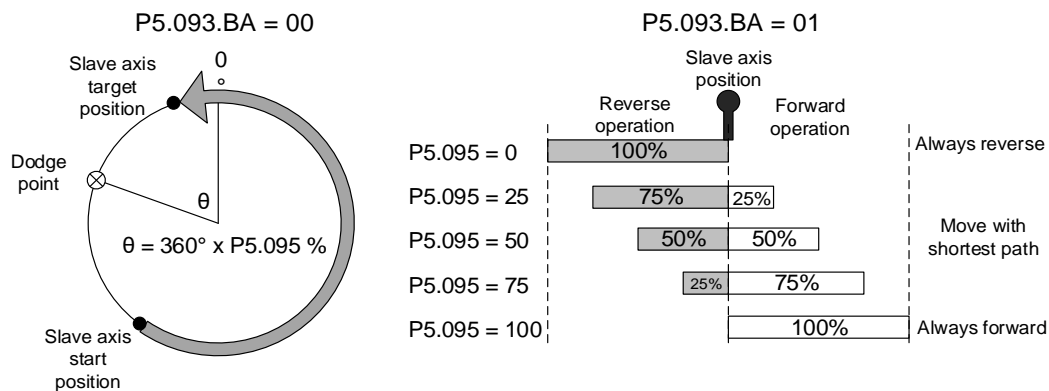 P5.093.BA = 00
0
°
Slave axis
target
position
Dodge
point
θ
θ = 360° x P5.095 %
Slave axis
start
position
P5.093.BA = 01
Slave axis
position
Reverse
operation
Forward
operation
P5.095 = 0
100%
Always reverse
P5.095 = 25
75%
25%
P5.095 = 50
50%
50%
Move with
shortest path
P5.095 = 75
25%
75%
P5.095 = 100
100%
Always forward